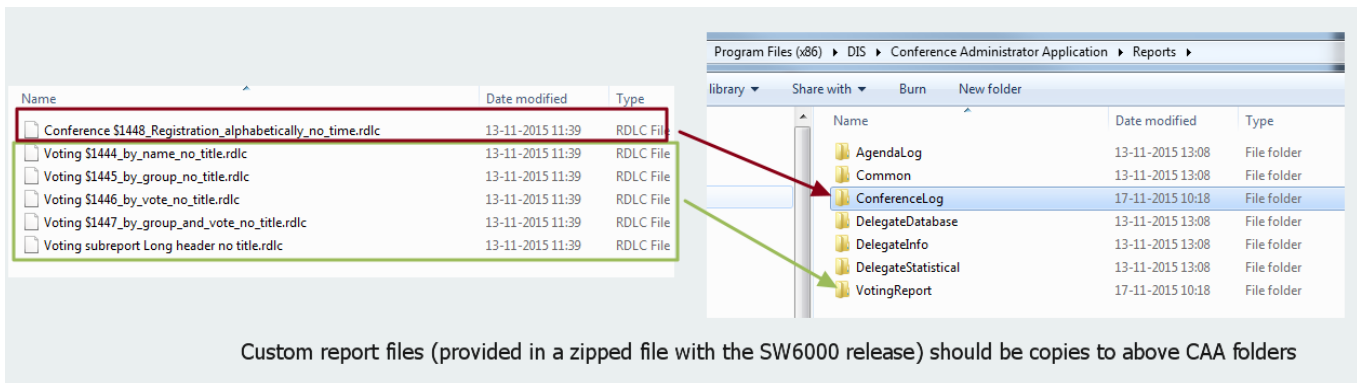 Name Date modified Type
Conference $1448_Registration_alphabetically_no_time.rdlc 13-11-2015 11:39 RDLC File
Voting $1444_by_name_no_title.rdlc 13-11-2015 11:39 RDLC File
Voting $1445_by_group_no_title.rdlc 13-11-2015 11:39 RDLC File
Voting $1446_by_vote_no_title.rdlc 13-11-2015 11:39 RDLC File
Voting $1447_by_group_and_vote_no_title.rdlc 13-11-2015 11:39 RDLC File
Voting subreport Long header no title.rdlc 13-11-2015 11:39 RDLC File
Program Files (x86) DIS Conference Administrator Application Reports
library Share with Burn New folder
Name Date modified Type
AgendaLog 13-11-2015 13:08 File folder
Common 13-11-2015 13:08 File folder
ConferenceLog 17-11-2015 10:18 File folder
DelegateDatabase 13-11-2015 13:08 File folder
DelegateInfo 13-11-2015 13:08 File folder
DelegateStatistical 13-11-2015 13:08 File folder
VotingReport 17-11-2015 10:18 File folder
Custom report files (provided in a zipped file with the SW6000 release) should be copies to above CAA folders